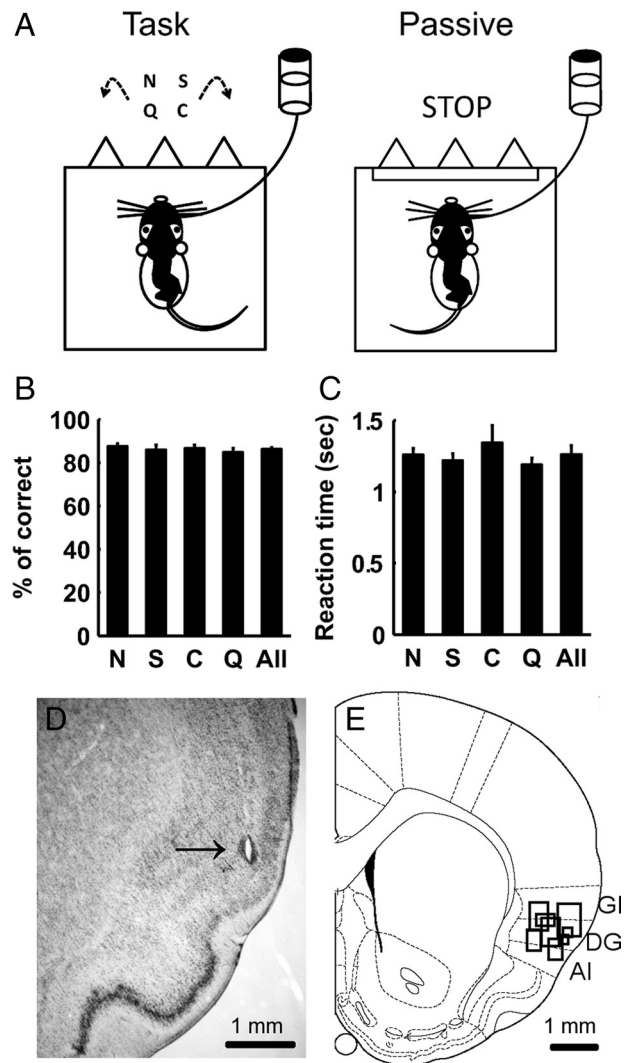 A Task Passive
N S
Q C
STOP
B
C
100
80
60
40
20
0
% of correct
N S C Q All
1.5
1
0.5
0
Reaction time (sec)
N S C Q All
D
1 mm
E
GI
DG
AI
1 mm